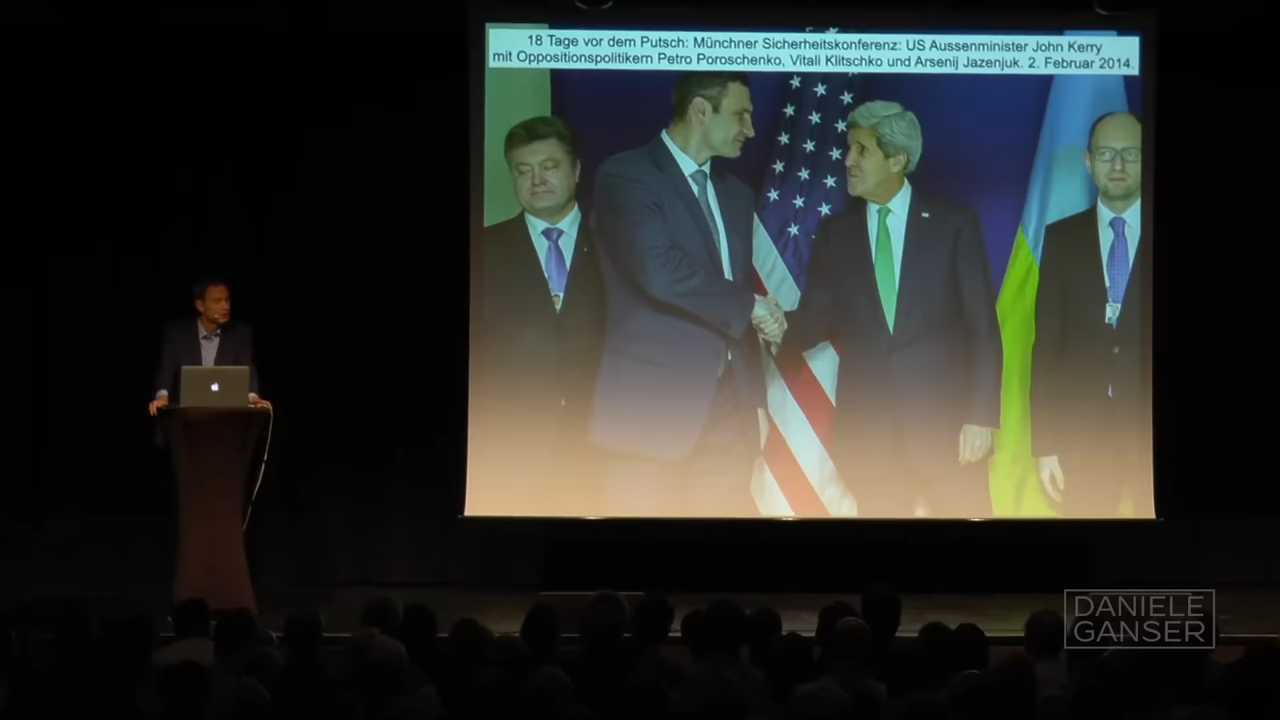 18 Tage vor dem Putsch: Münchner Sicherheitskonferenz: US Aussenminister John Kerry
mit Oppositionspolitikern Petro Poroschenko, Vitali Klitschko und Arsenij Jazenjuk. 2. Februar 2014.
DANIELE
GANSER